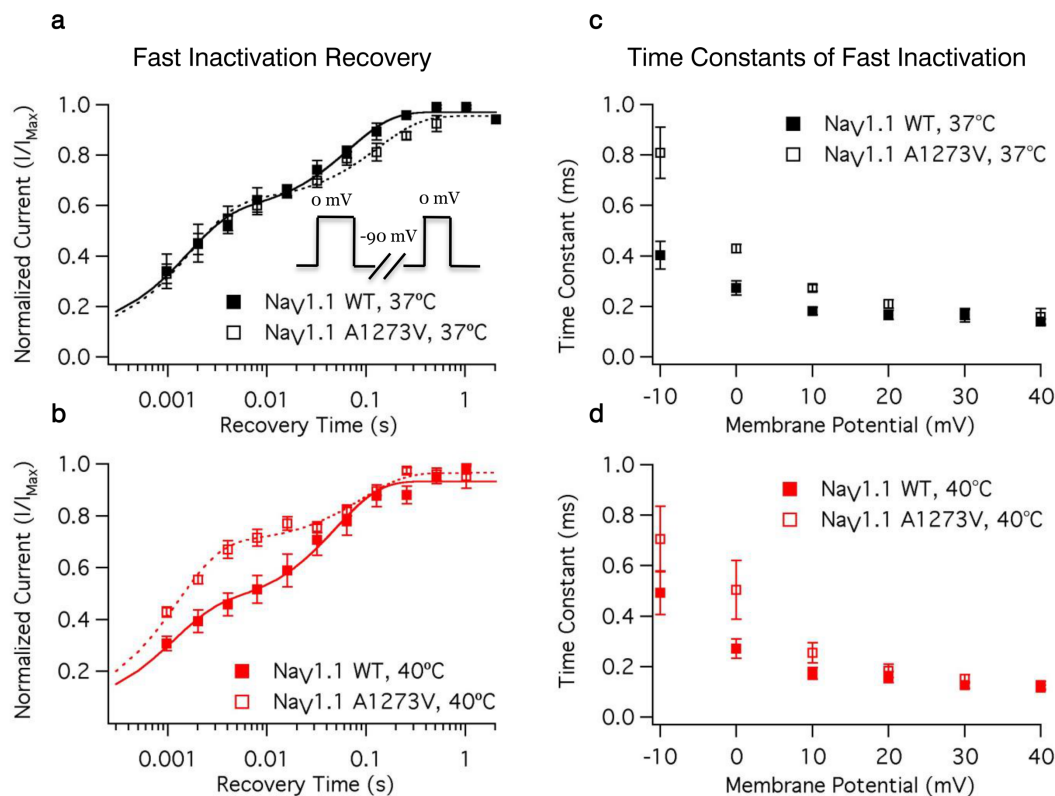 a
Fast Inactivation Recovery
Normalized Current (I/I_Max)
1.0
0.8
0.6
0.4
0.2
0.0
0 mV
-90 mV
0 mV
NaV1.1 WT, 37ºC
NaV1.1 A1273V, 37ºC
0.001
0.01
0.1
1
Recovery Time (s)
b
Normalized Current (I/I_Max)
1.0
0.8
0.6
0.4
0.2
NaV1.1 WT, 40ºC
NaV1.1 A1273V, 40ºC
0.001
0.01
0.1
1
Recovery Time (s)
c
Time Constants of Fast Inactivation
Time Constant (ms)
1.0
0.8
0.6
0.4
0.2
0.0
NaV1.1 WT, 37°C
NaV1.1 A1273V, 37°C
-10
0
10
20
30
40
Membrane Potential (mV)
d
Time Constant (ms)
1.0
0.8
0.6
0.4
0.2
0.0
NaV1.1 WT, 40°C
NaV1.1 A1273V, 40°C
-10
0
10
20
30
40
Membrane Potential (mV)